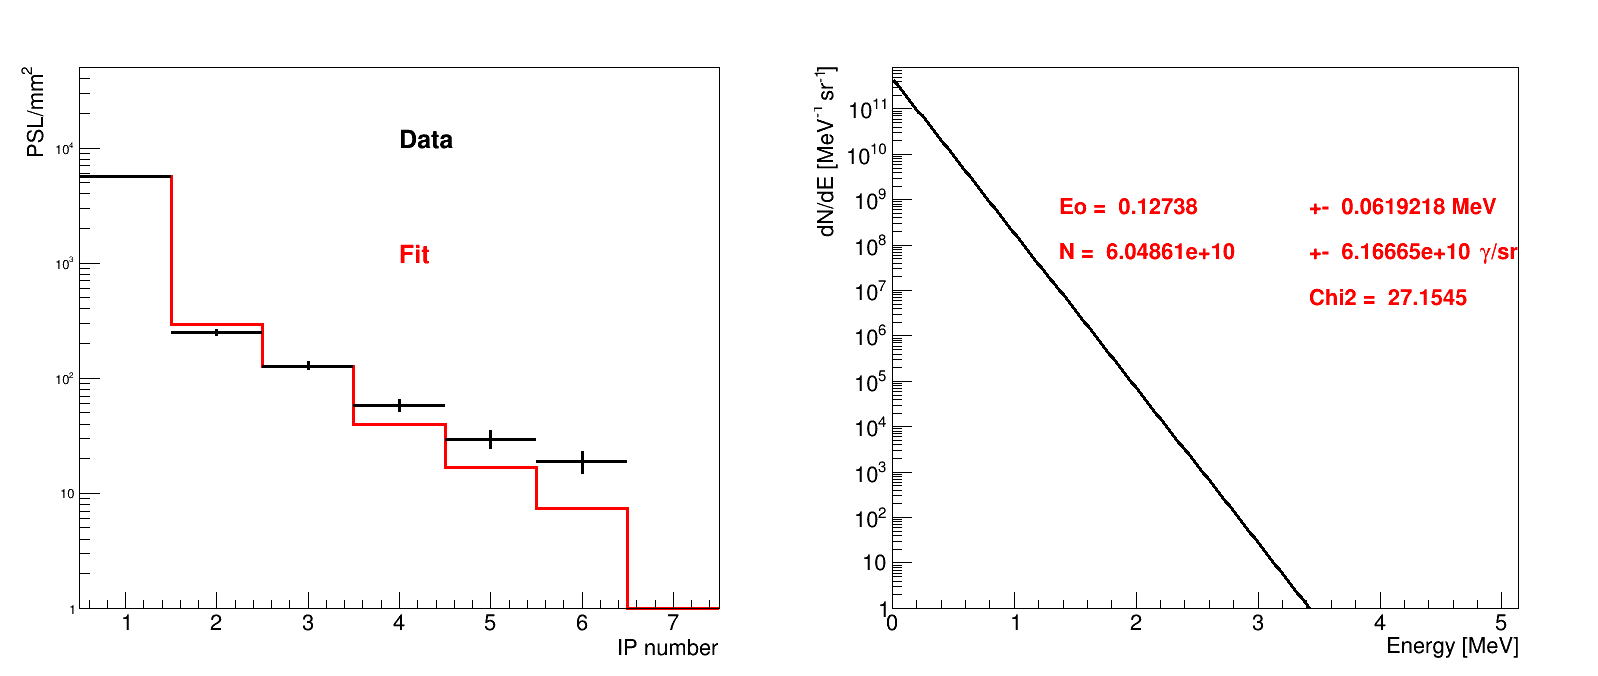 PSL/mm²
Data
Fit
10⁴
10³
10²
10
1
1 2 3 4 5 6 7
IP number
dN/dE [MeV⁻¹ sr⁻¹]
10¹¹
10¹⁰
10⁹
10⁸
10⁷
10⁶
10⁵
10⁴
10³
10²
10
1
Eo = 0.12738 +- 0.0619218 MeV
N = 6.04861e+10 +- 6.16665e+10 γ/sr
Chi2 = 27.1545
0 1 2 3 4 5
Energy [MeV]